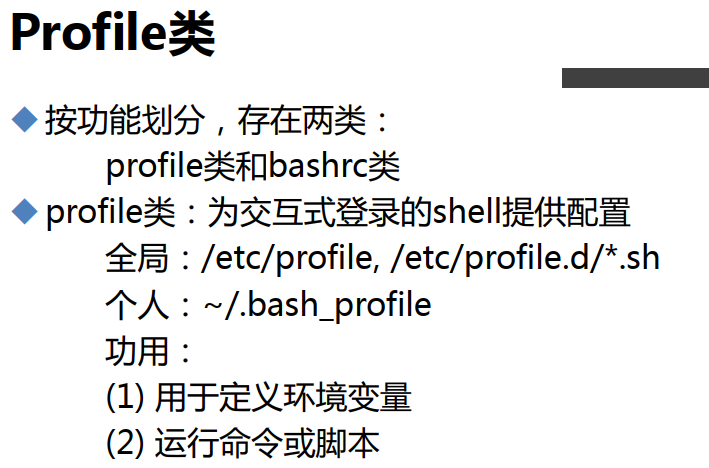 Profile类
按功能划分，存在两类：
profile类和bashrc类
profile类：为交互式登录的shell提供配置
全局：/etc/profile, /etc/profile.d/*.sh
个人：~/.bash_profile
功用：
(1) 用于定义环境变量
(2) 运行命令或脚本